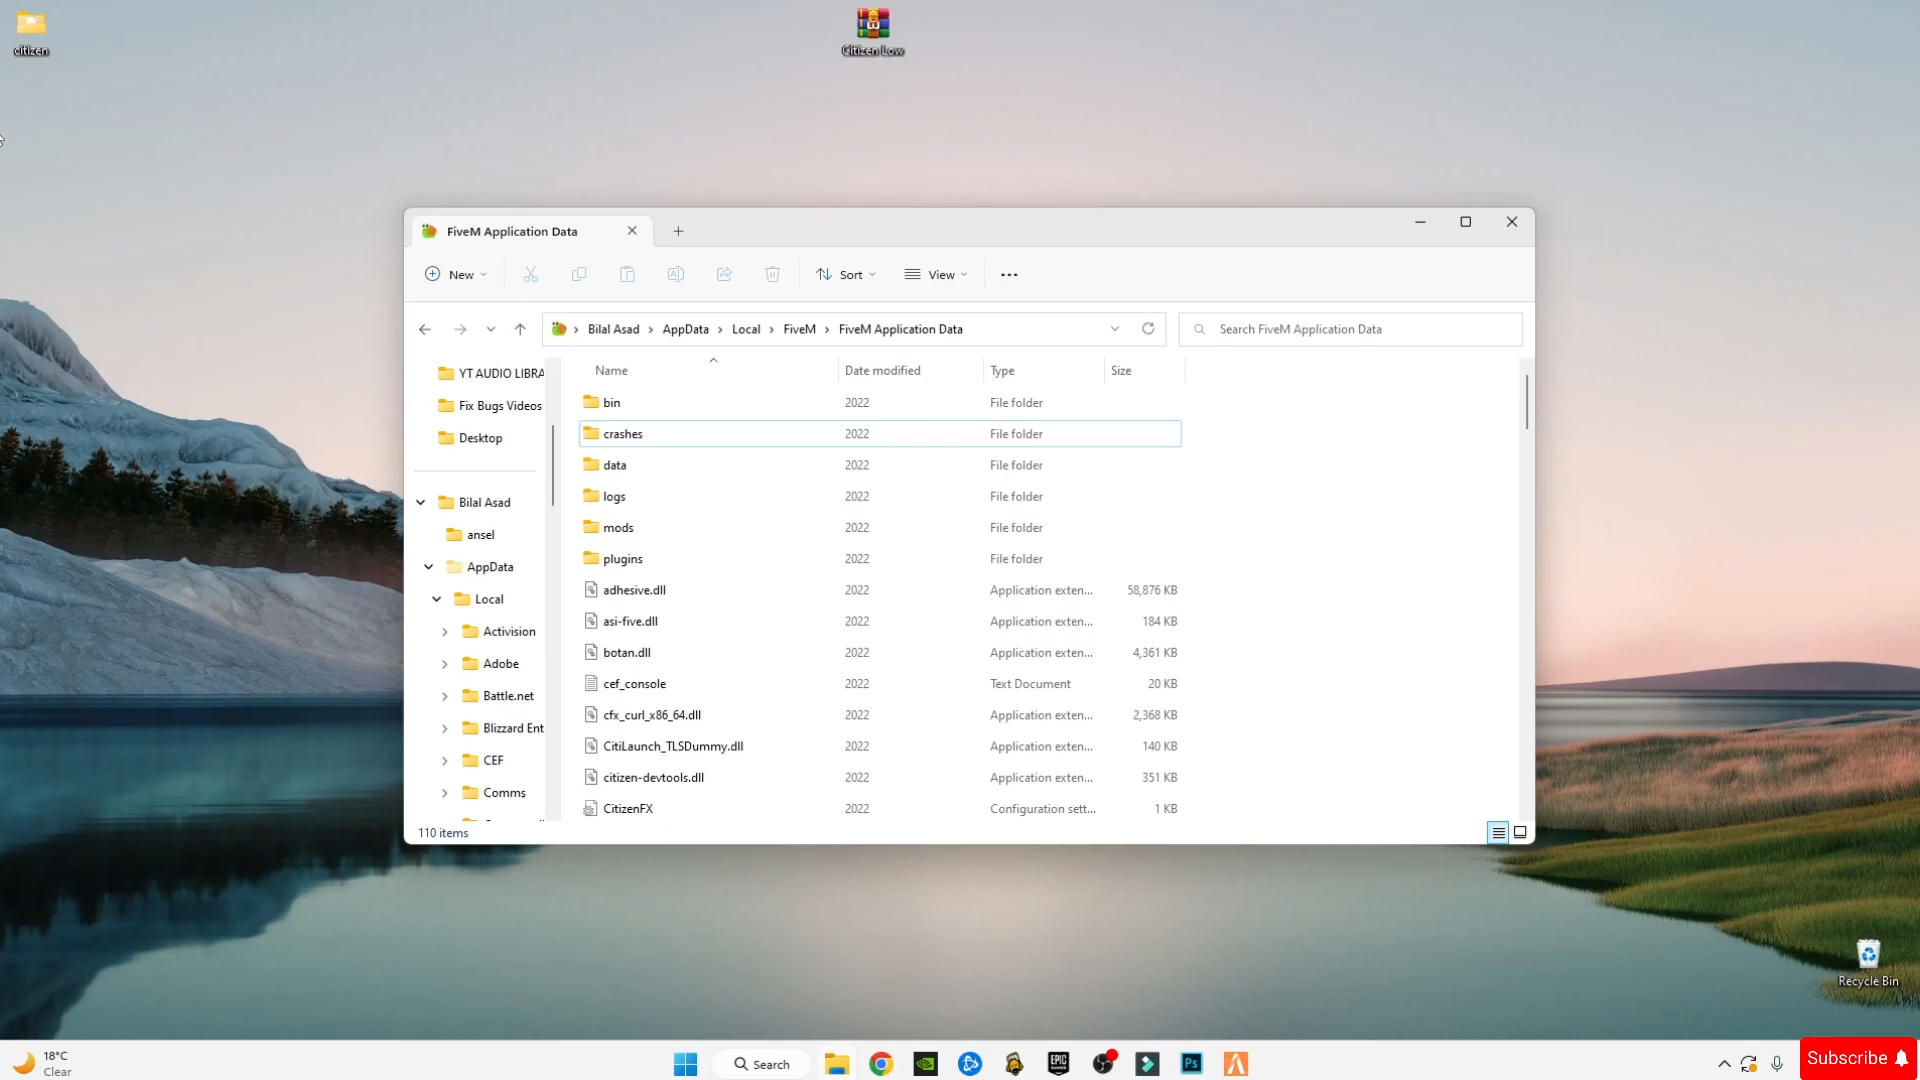 citizen
Citizen Low
FiveM Application Data
New
Sort
View
Bilal Asad
AppData
Local
FiveM
FiveM Application Data
Search FiveM Application Data
YT AUDIO LIBRA
Fix Bugs Videos
Desktop
Bilal Asad
ansel
AppData
Local
Activision
Adobe
Battle.net
Blizzard Ent
CEF
Comms
Name Date modified Type Size
bin 2022 File folder
crashes 2022 File folder
data 2022 File folder
logs 2022 File folder
mods 2022 File folder
plugins 2022 File folder
adhesive.dll 2022 Application exten... 58,876 KB
asi-five.dll 2022 Application exten... 184 KB
botan.dll 2022 Application exten... 4,361 KB
cef_console 2022 Text Document 20 KB
cfx_curl_x86_64.dll 2022 Application exten... 2,368 KB
CitiLaunch_TLSDummy.dll 2022 Application exten... 140 KB
citizen-devtools.dll 2022 Application exten... 351 KB
CitizenFX 2022 Configuration sett... 1 KB
110 items
Recycle Bin
18°C
Clear
Search
EPIC
GAMES
Ps
Subscribe